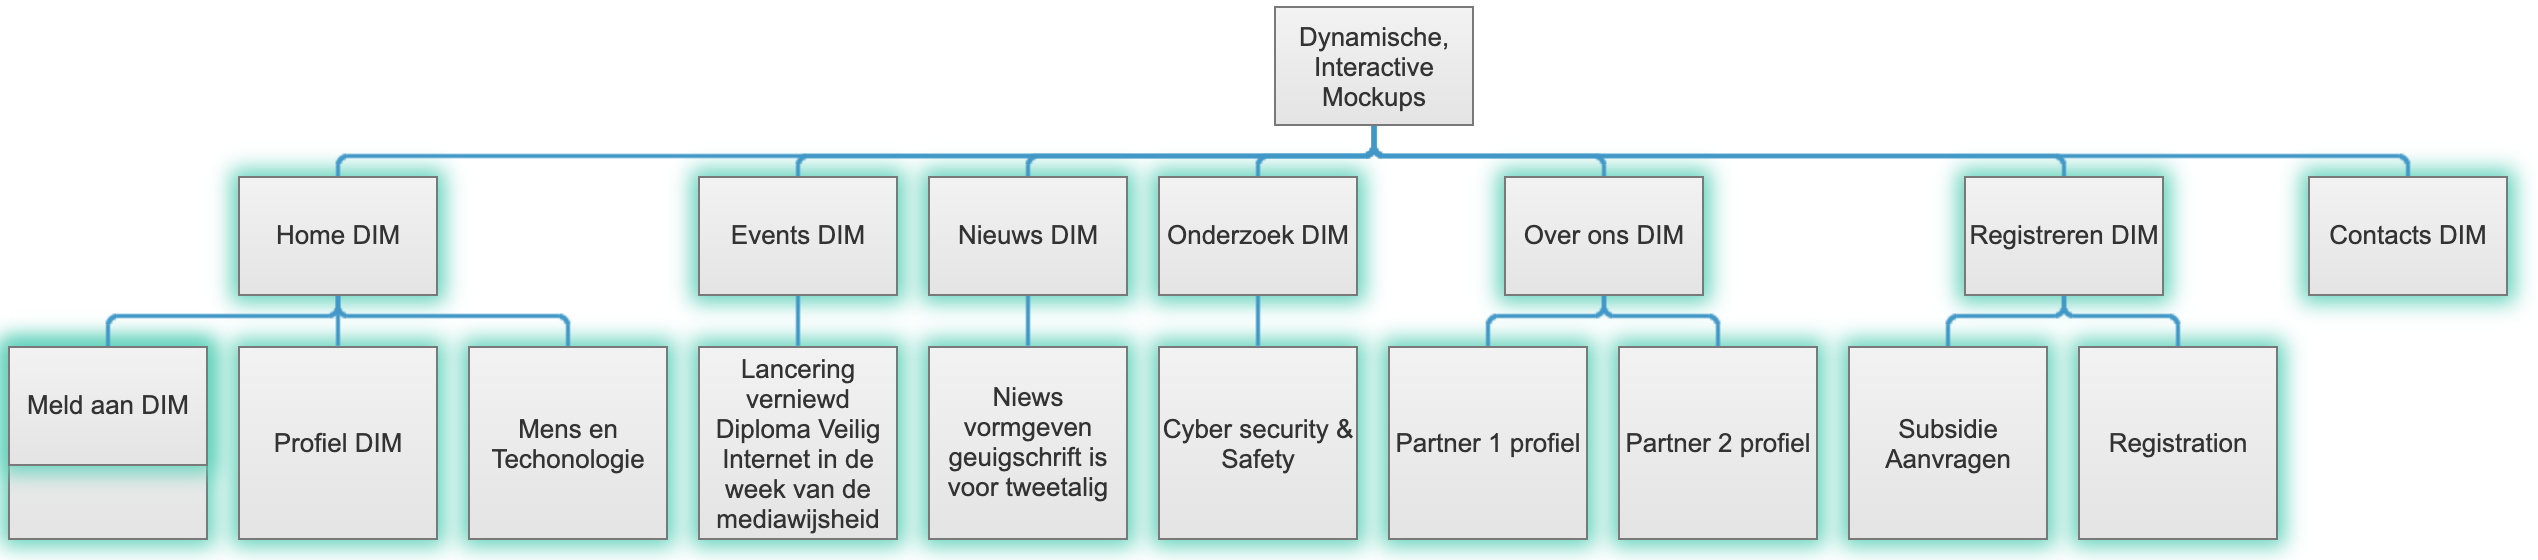 Dynamische,
Interactive
Mockups
Home DIM
Events DIM
Nieuws DIM
Onderzoek DIM
Over ons DIM
Registreren DIM
Contacts DIM
Meld aan DIM
Profiel DIM
Mens en
Techonologie
Lancering
verniewd
Diploma Veilig
Internet in de
week van de
mediawijsheid
Niews
vormgeven
geuigschrift is
voor tweetalig
Cyber security &
Safety
Partner 1 profiel
Partner 2 profiel
Subsidie
Aanvragen
Registration